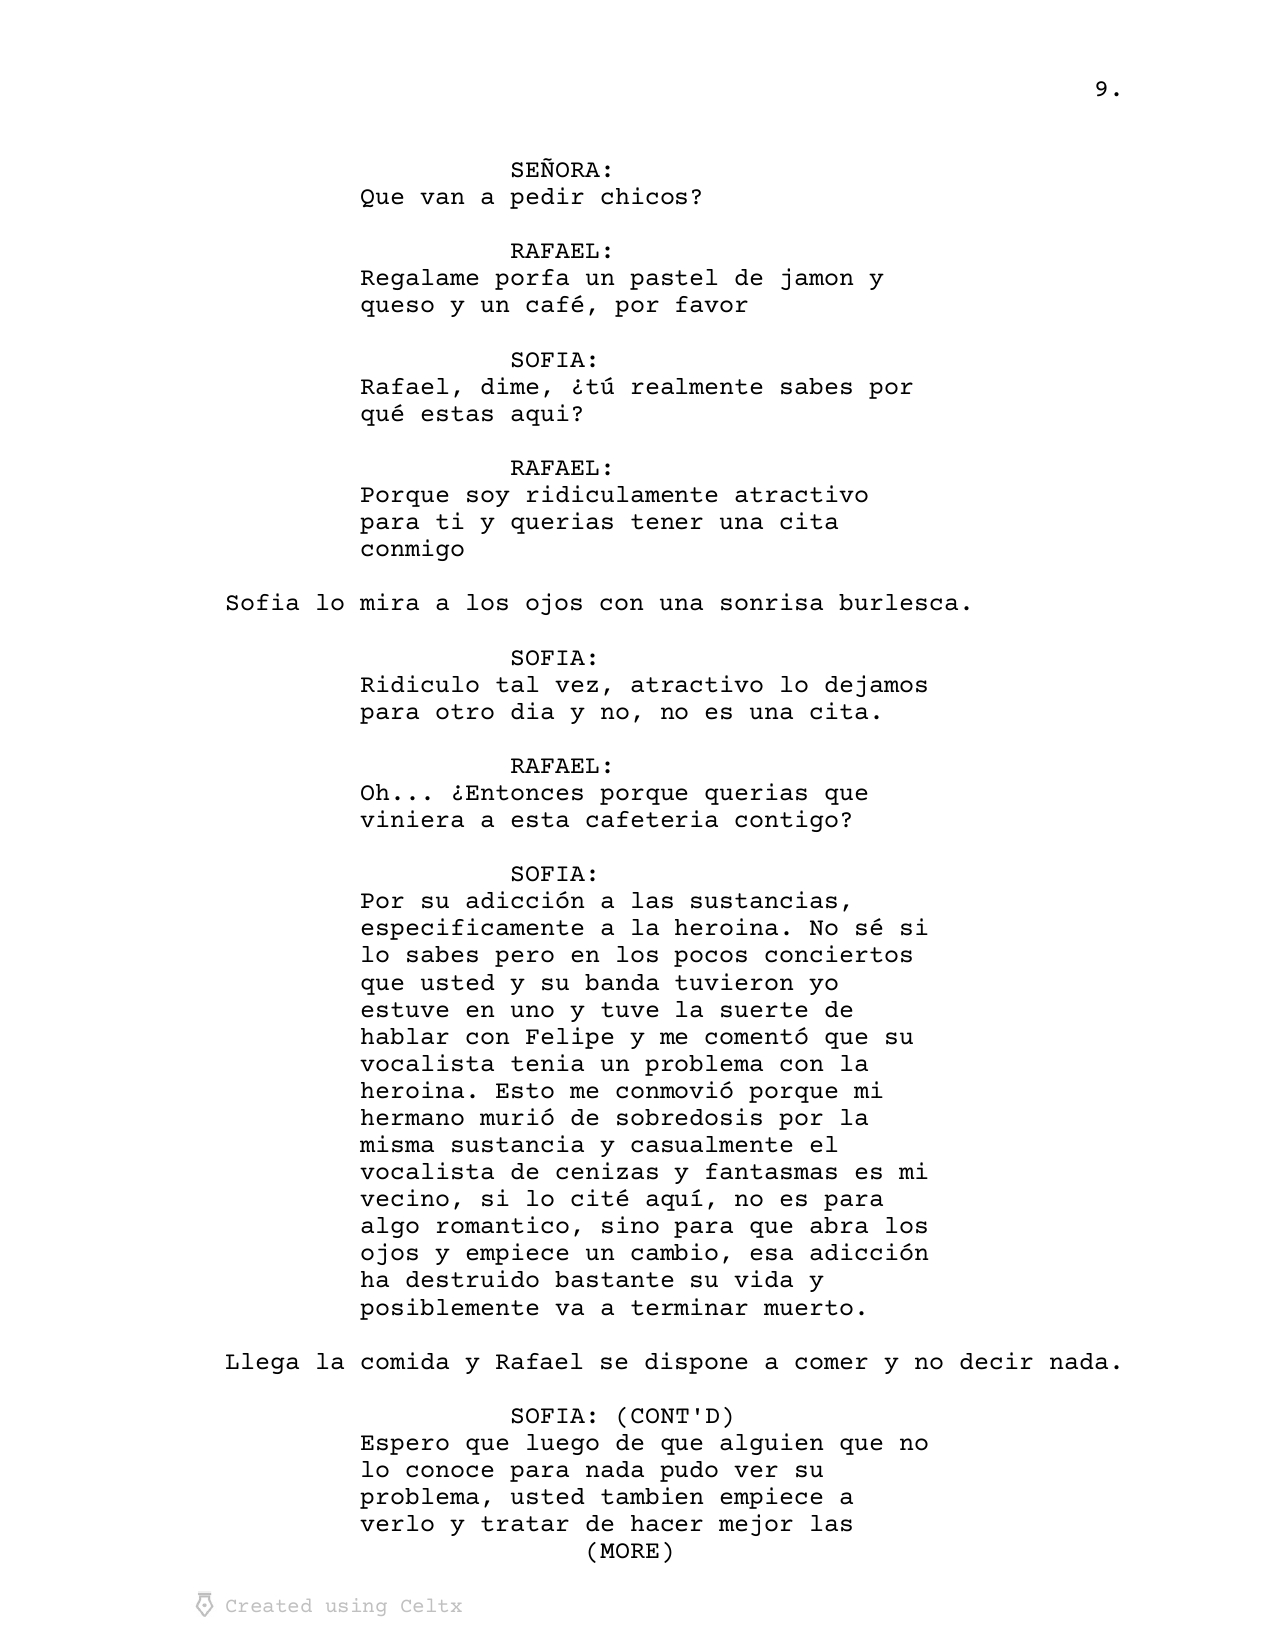 9.
SEÑORA:
Que van a pedir chicos?
RAFAEL:
Regalame porfa un pastel de jamon y
queso y un café, por favor
SOFIA:
Rafael, dime, ¿tú realmente sabes por
qué estas aqui?
RAFAEL:
Porque soy ridiculamente atractivo
para ti y querias tener una cita
conmigo
Sofia lo mira a los ojos con una sonrisa burlesca.
SOFIA:
Ridiculo tal vez, atractivo lo dejamos
para otro dia y no, no es una cita.
RAFAEL:
Oh... ¿Entonces porque querias que
viniera a esta cafeteria contigo?
SOFIA:
Por su adicción a las sustancias,
especificamente a la heroina. No sé si
lo sabes pero en los pocos conciertos
que usted y su banda tuvieron yo
estuve en uno y tuve la suerte de
hablar con Felipe y me comentó que su
vocalista tenia un problema con la
heroina. Esto me conmovió porque mi
hermano murió de sobredosis por la
misma sustancia y casualmente el
vocalista de cenizas y fantasmas es mi
vecino, si lo cité aquí, no es para
algo romantico, sino para que abra los
ojos y empiece un cambio, esa adicción
ha destruido bastante su vida y
posiblemente va a terminar muerto.
Llega la comida y Rafael se dispone a comer y no decir nada.
SOFIA: (CONT'D)
Espero que luego de que alguien que no
lo conoce para nada pudo ver su
problema, usted tambien empiece a
verlo y tratar de hacer mejor las
(MORE)
Created using Celtx